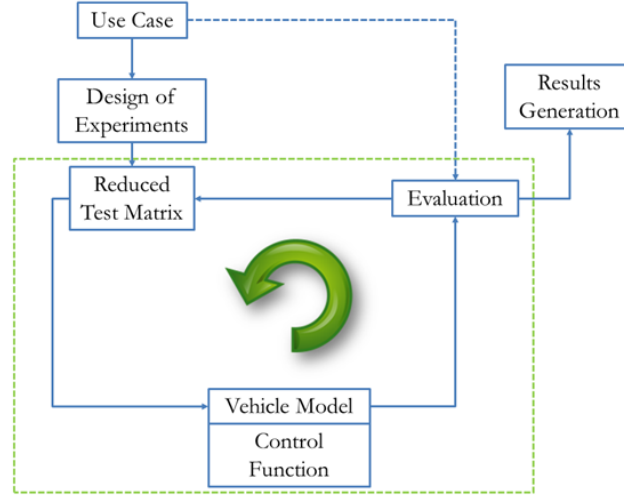 Use Case
Design of
Experiments
Results
Generation
Reduced
Test Matrix
Evaluation
Vehicle Model
Control
Function